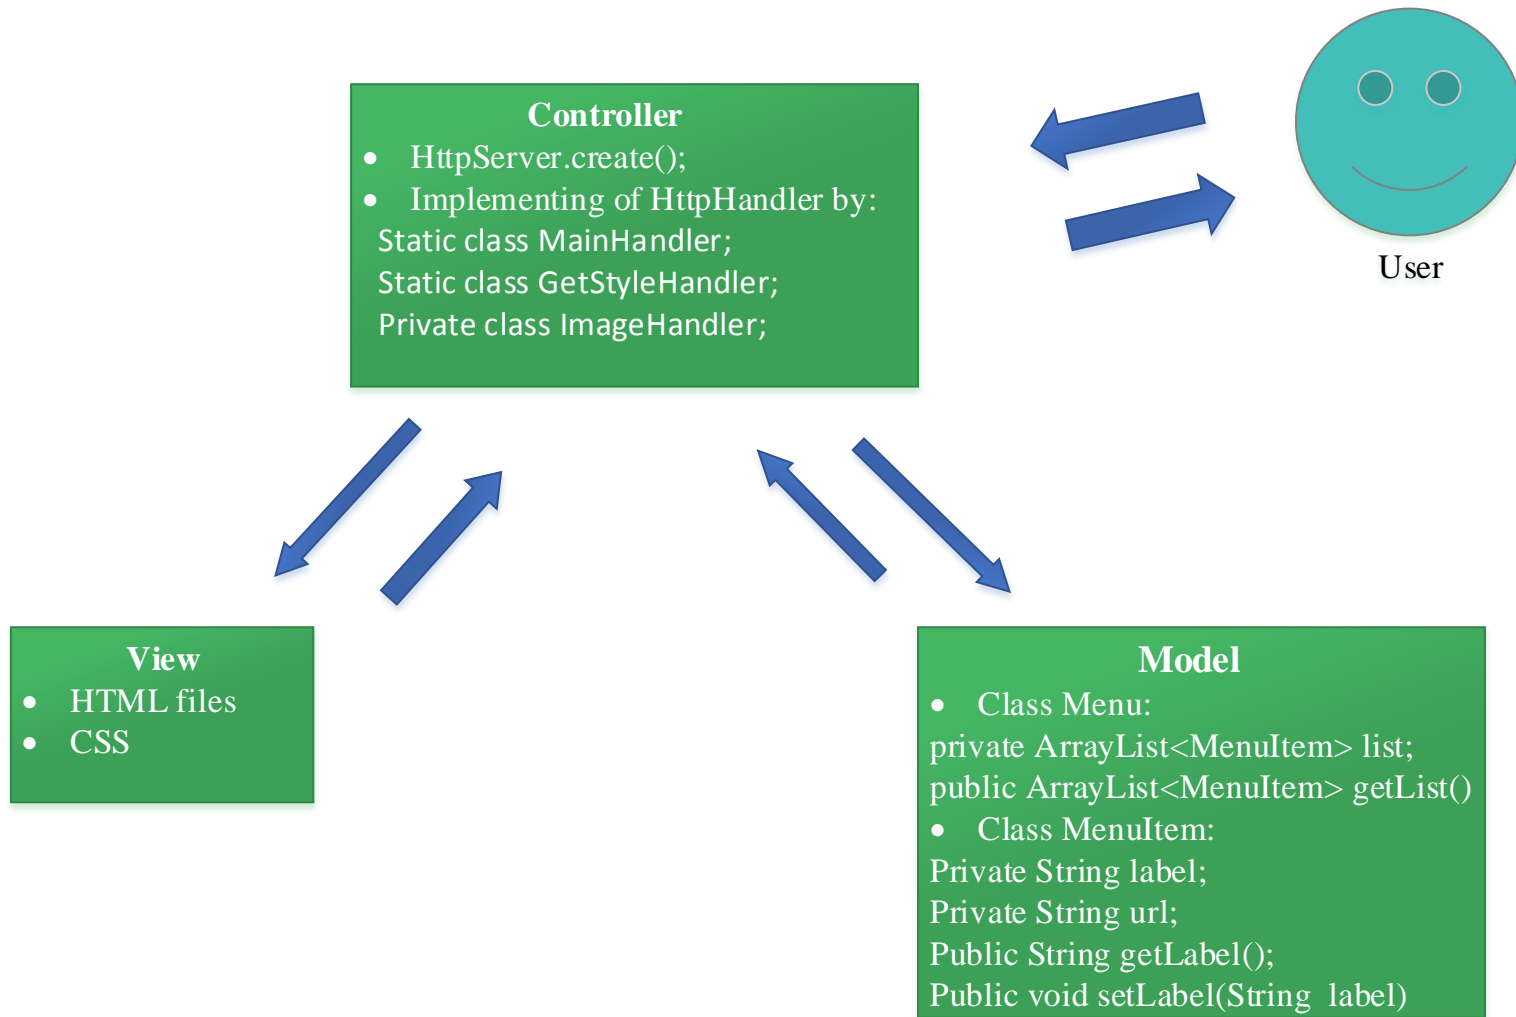 Controller
• HttpServer.create();
• Implementing of HttpHandler by:
Static class MainHandler;
Static class GetStyleHandler;
Private class ImageHandler;
User
View
• HTML files
• CSS
Model
• Class Menu:
private ArrayList<MenuItem> list;
public ArrayList<MenuItem> getList()
• Class MenuItem:
Private String label;
Private String url;
Public String getLabel();
Public void setLabel(String label)